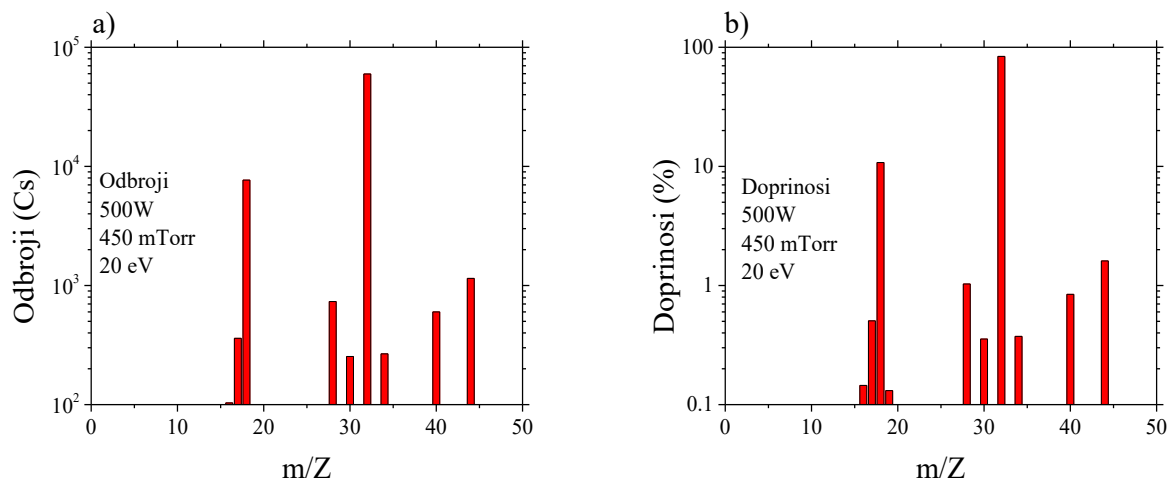 a)
10^5
10^4
10^3
10^2
Odbroji (Cs)
Odbroji
500W
450 mTorr
20 eV
0 10 20 30 40 50
m/Z
b)
100
10
1
0.1
Doprinosi (%)
Doprinosi
500W
450 mTorr
20 eV
0 10 20 30 40 50
m/Z